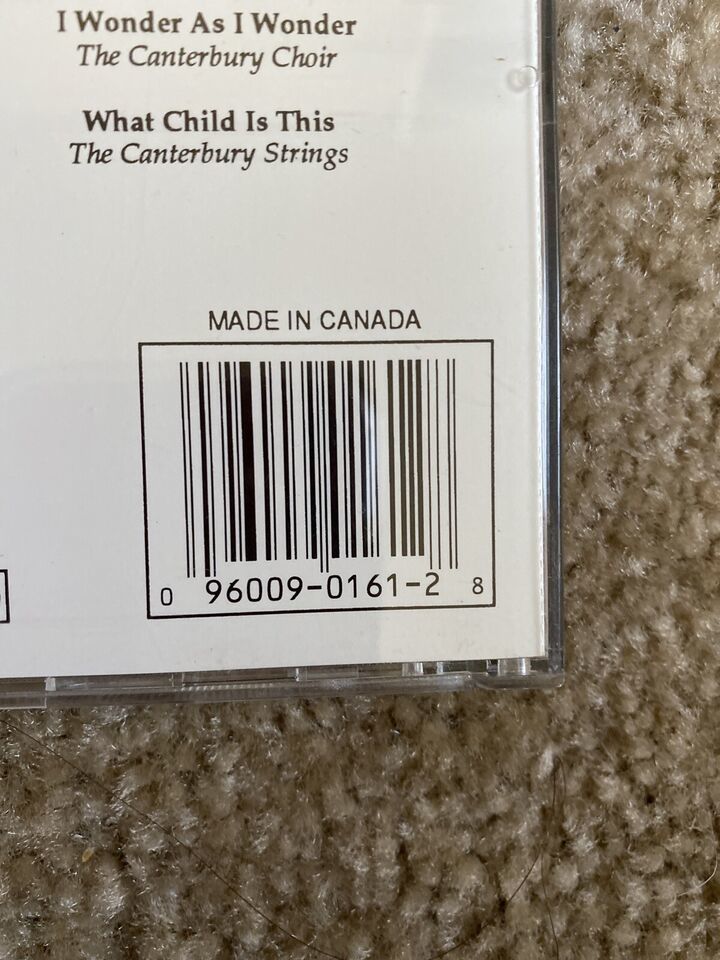 I Wonder As I Wonder
The Canterbury Choir
What Child Is This
The Canterbury Strings
MADE IN CANADA
0 96009-0161-2 8